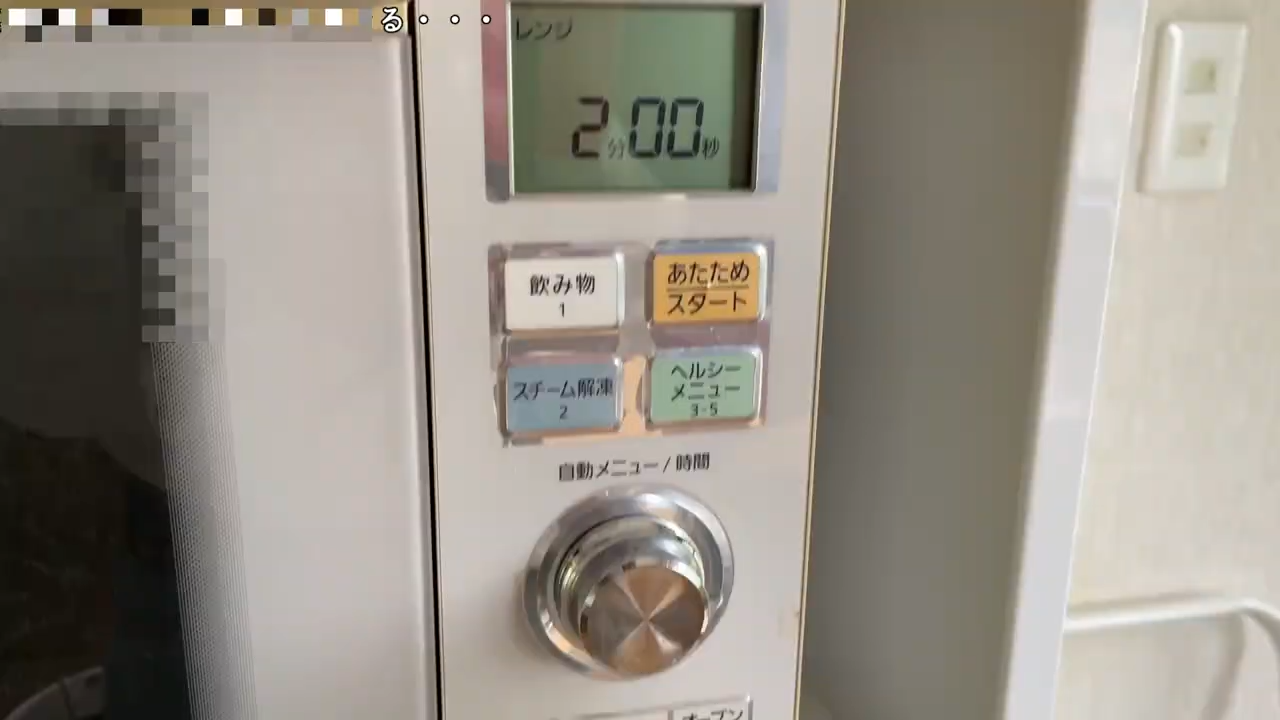 る・・・
レンジ
2分00秒
飲み物
1
あたため
スタート
スチーム解凍
2
ヘルシー
メニュー
3-5
自動メニュー/時間
オーブン